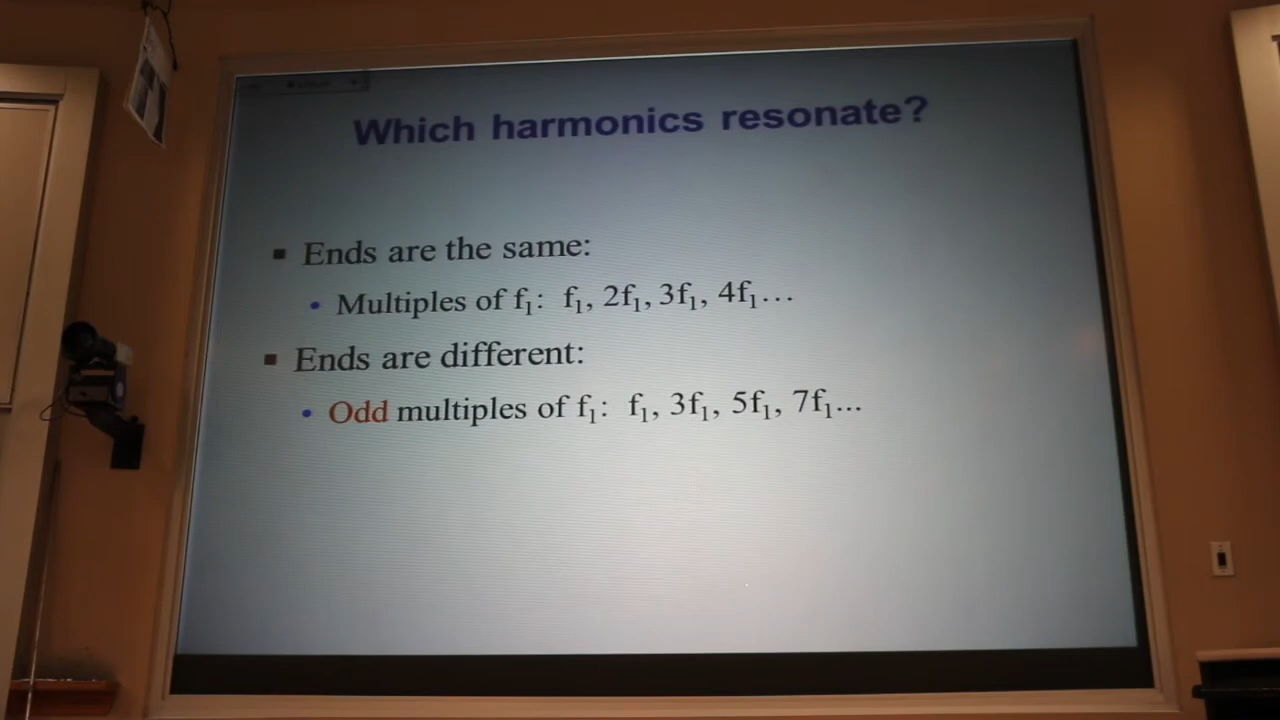 Which harmonics resonate?
▪ Ends are the same:
• Multiples of f₁: f₁, 2f₁, 3f₁, 4f₁…
▪ Ends are different:
• Odd multiples of f₁: f₁, 3f₁, 5f₁, 7f₁...